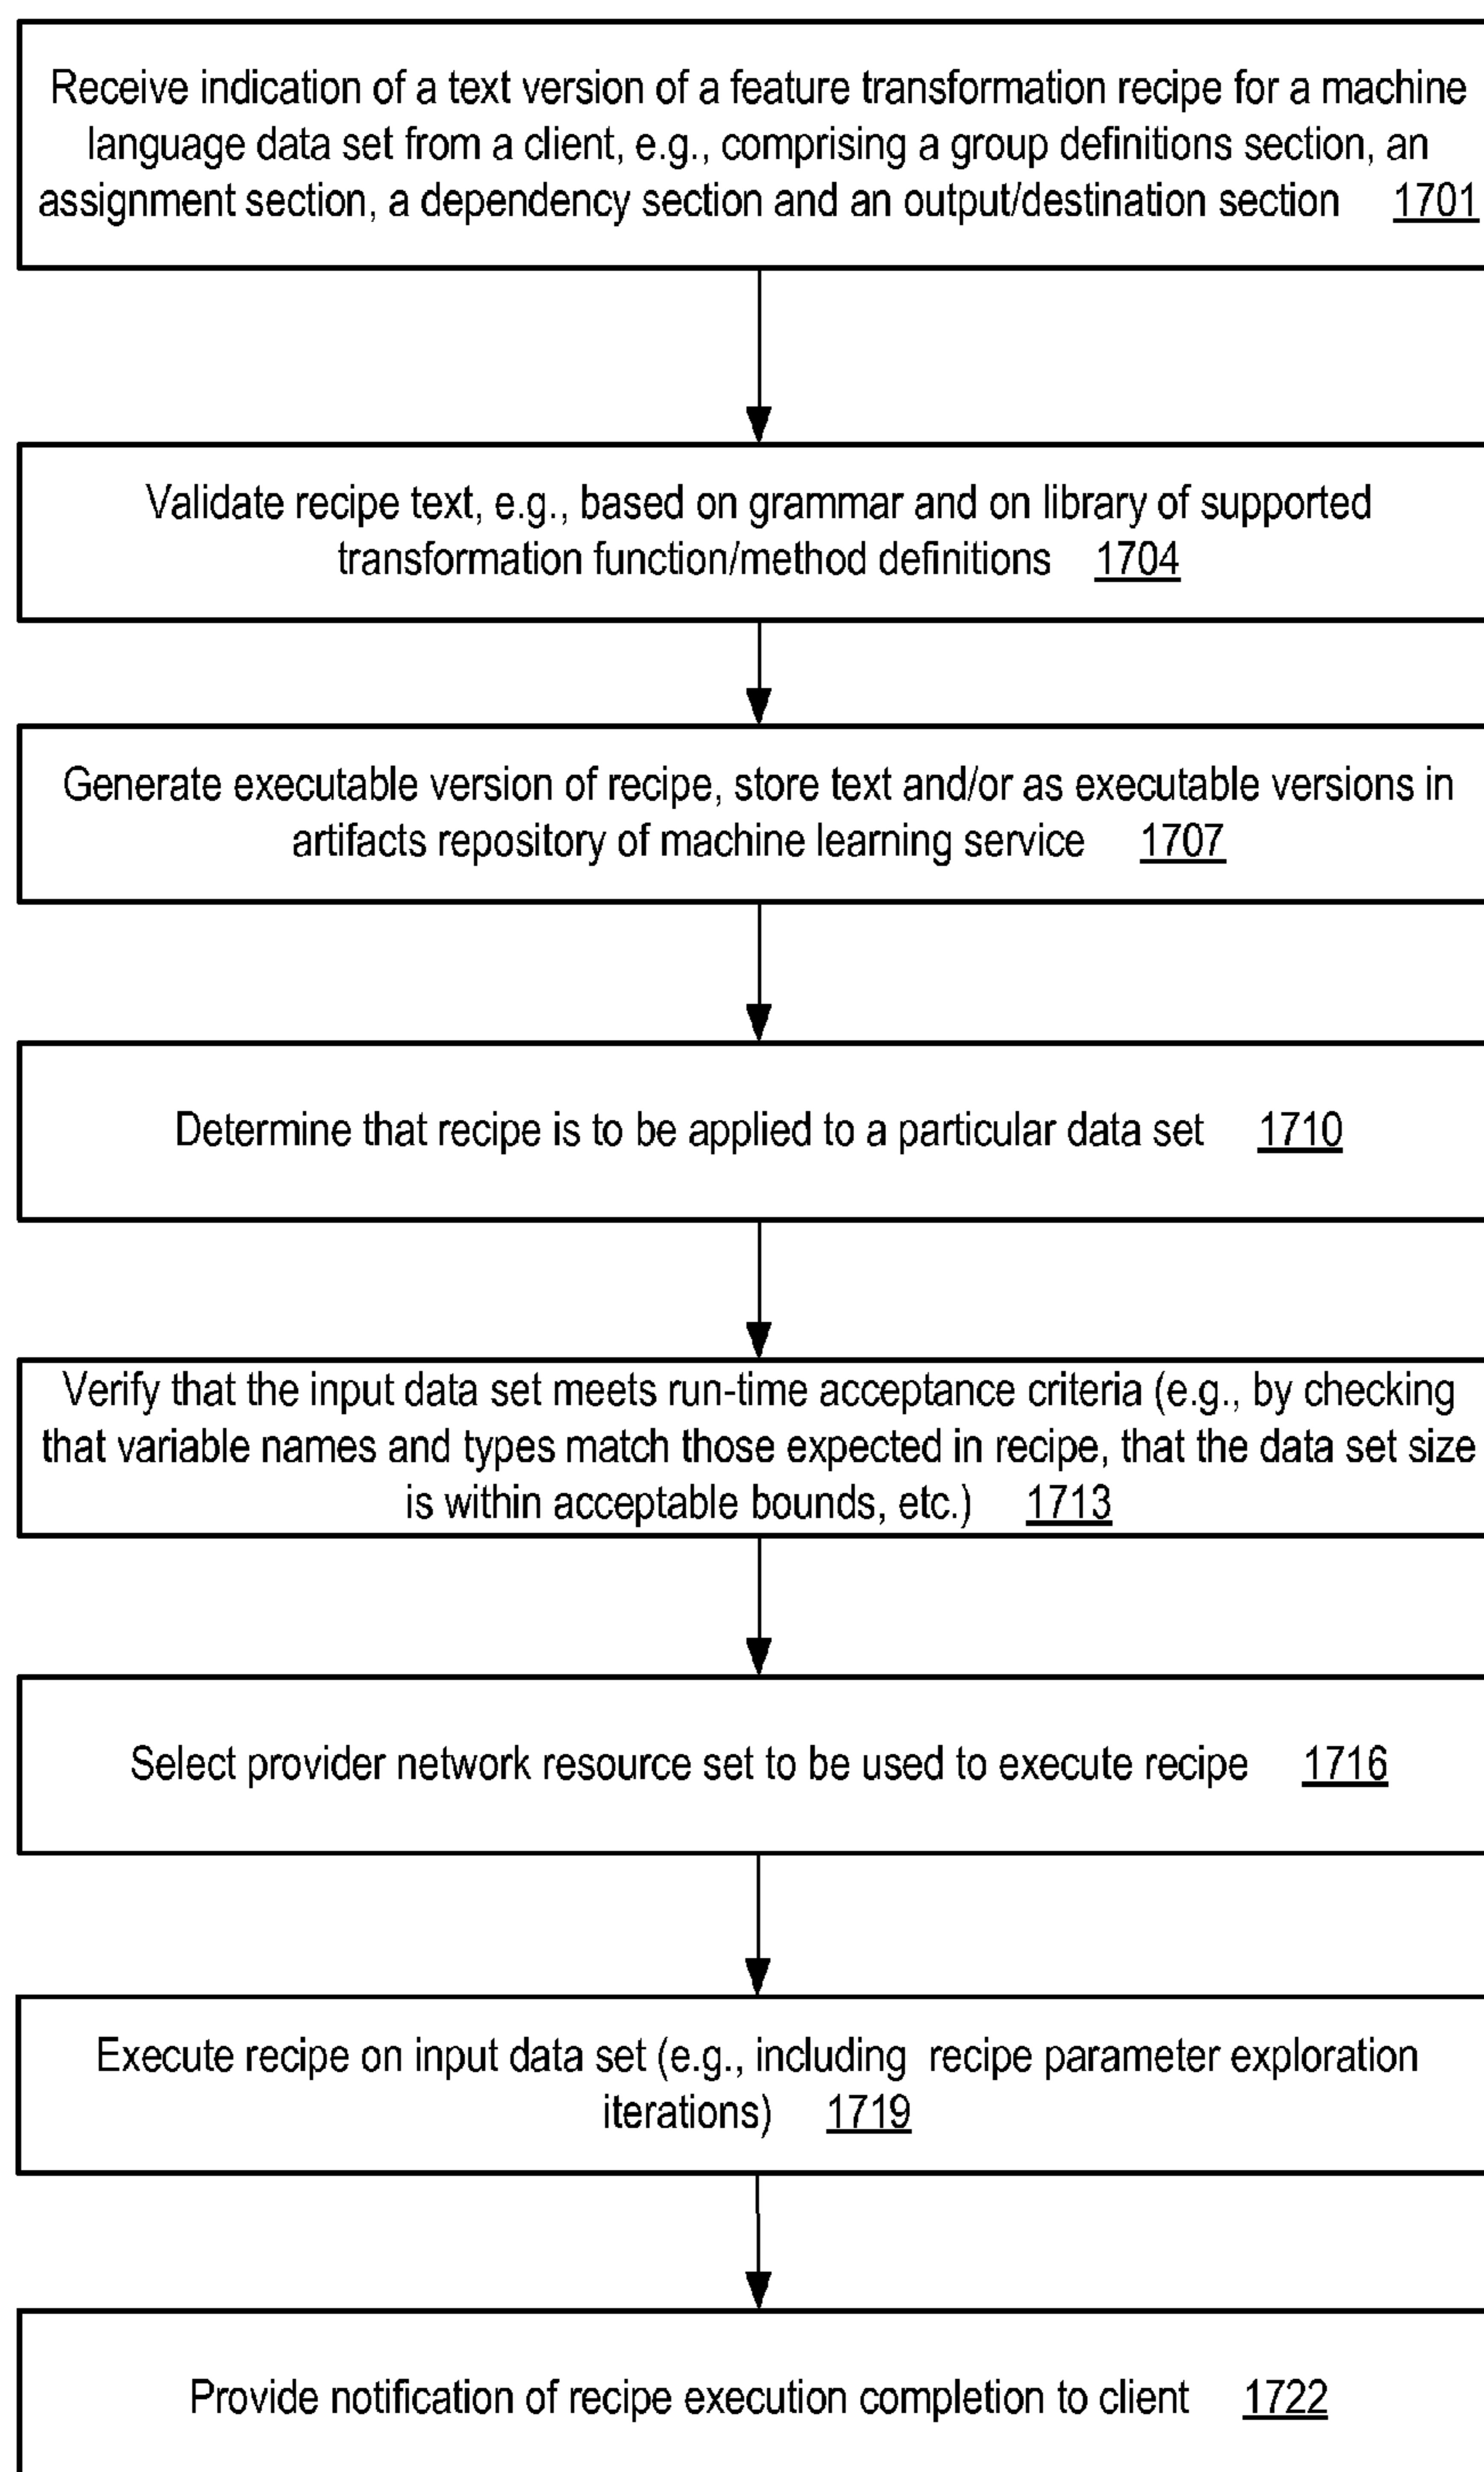 Receive indication of a text version of a feature transformation recipe for a machine
language data set from a client, e.g., comprising a group definitions section, an
assignment section, a dependency section and an output/destination section 1701
Validate recipe text, e.g., based on grammar and on library of supported
transformation function/method definitions 1704
Generate executable version of recipe, store text and/or as executable versions in
artifacts repository of machine learning service 1707
Determine that recipe is to be applied to a particular data set 1710
Verify that the input data set meets run-time acceptance criteria (e.g., by checking
that variable names and types match those expected in recipe, that the data set size
is within acceptable bounds, etc.) 1713
Select provider network resource set to be used to execute recipe 1716
Execute recipe on input data set (e.g., including recipe parameter exploration
iterations) 1719
Provide notification of recipe execution completion to client 1722